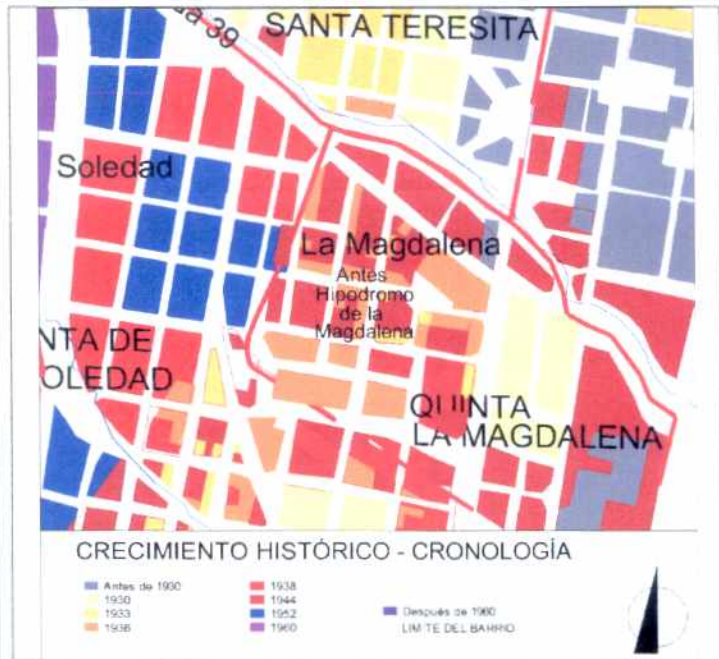 39
SANTA TERESITA
Soledad
La Magdalena
Antes
Hipodromo
de la
Magdalena
NTA DE
OLEDAD
QUINTA
LA MAGDALENA
CRECIMIENTO HISTÓRICO - CRONOLOGÍA
Antes de 1930
1930
1933
1936
1938
1944
1952
1960
Después de 1960
LIMITE DEL BARRIO